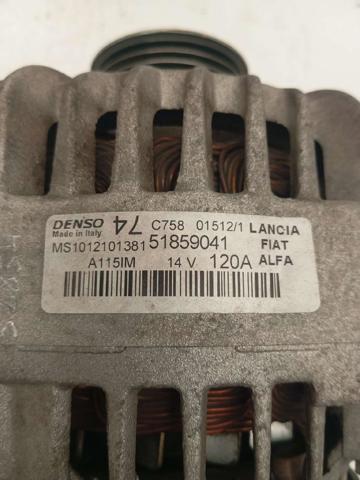 DENSO 74 C758 01512/1 LANCIA
Made in Italy
MS1012101381 51859041 FIAT
A115IM 14 V 120A ALFA